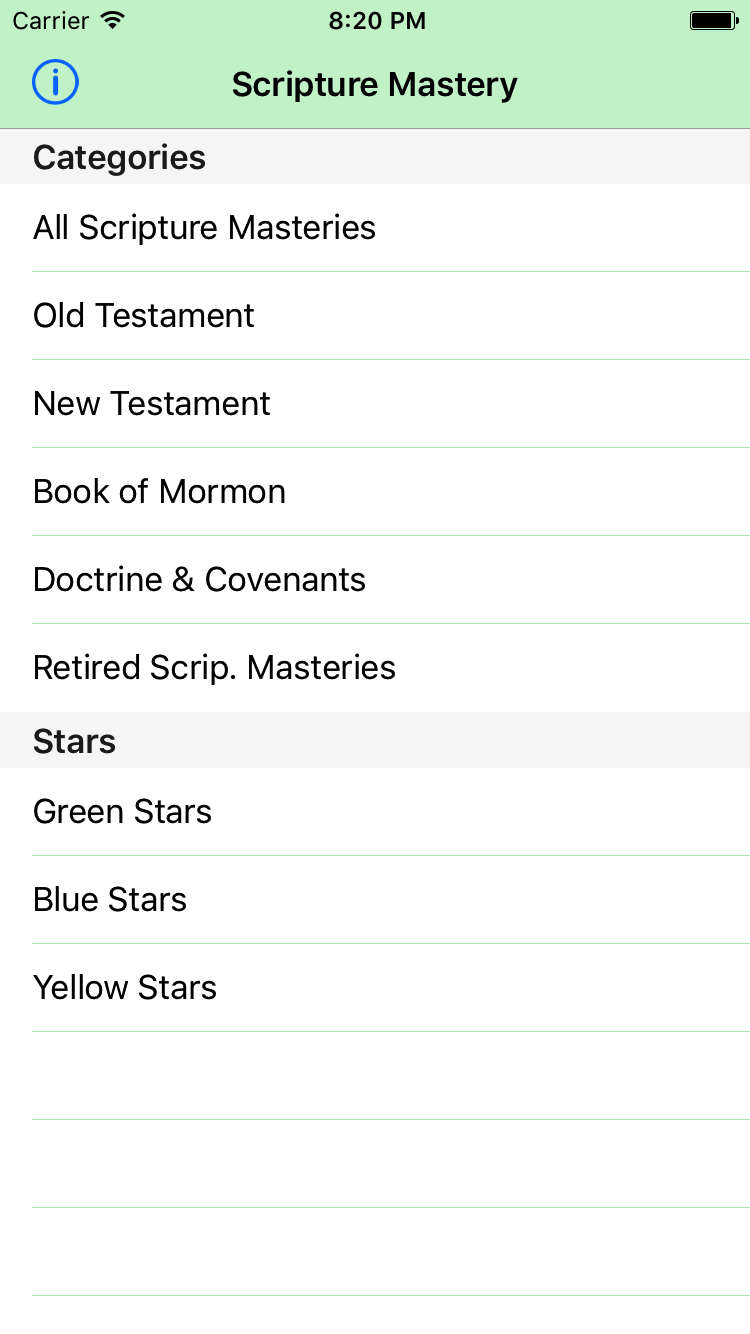 Carrier 8:20 PM
Scripture Mastery
Categories
All Scripture Masteries
Old Testament
New Testament
Book of Mormon
Doctrine & Covenants
Retired Scrip. Masteries
Stars
Green Stars
Blue Stars
Yellow Stars